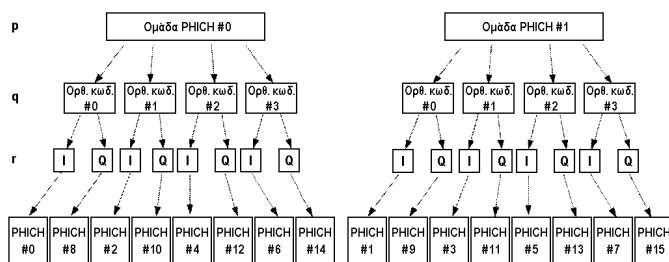 p
Ομὰδα PHICH #0
Ομὰδα PHICH #1
q
Ορθ. κωδ. #0
Ορθ. κωδ. #1
Ορθ. κωδ. #2
Ορθ. κωδ. #3
Ορθ. κωδ. #0
Ορθ. κωδ. #1
Ορθ. κωδ. #2
Ορθ. κωδ. #3
r
I
Q
I
Q
I
Q
I
Q
I
Q
I
Q
I
Q
I
Q
PHICH #0
PHICH #8
PHICH #2
PHICH #10
PHICH #4
PHICH #12
PHICH #6
PHICH #14
PHICH #1
PHICH #9
PHICH #3
PHICH #11
PHICH #5
PHICH #13
PHICH #7
PHICH #15